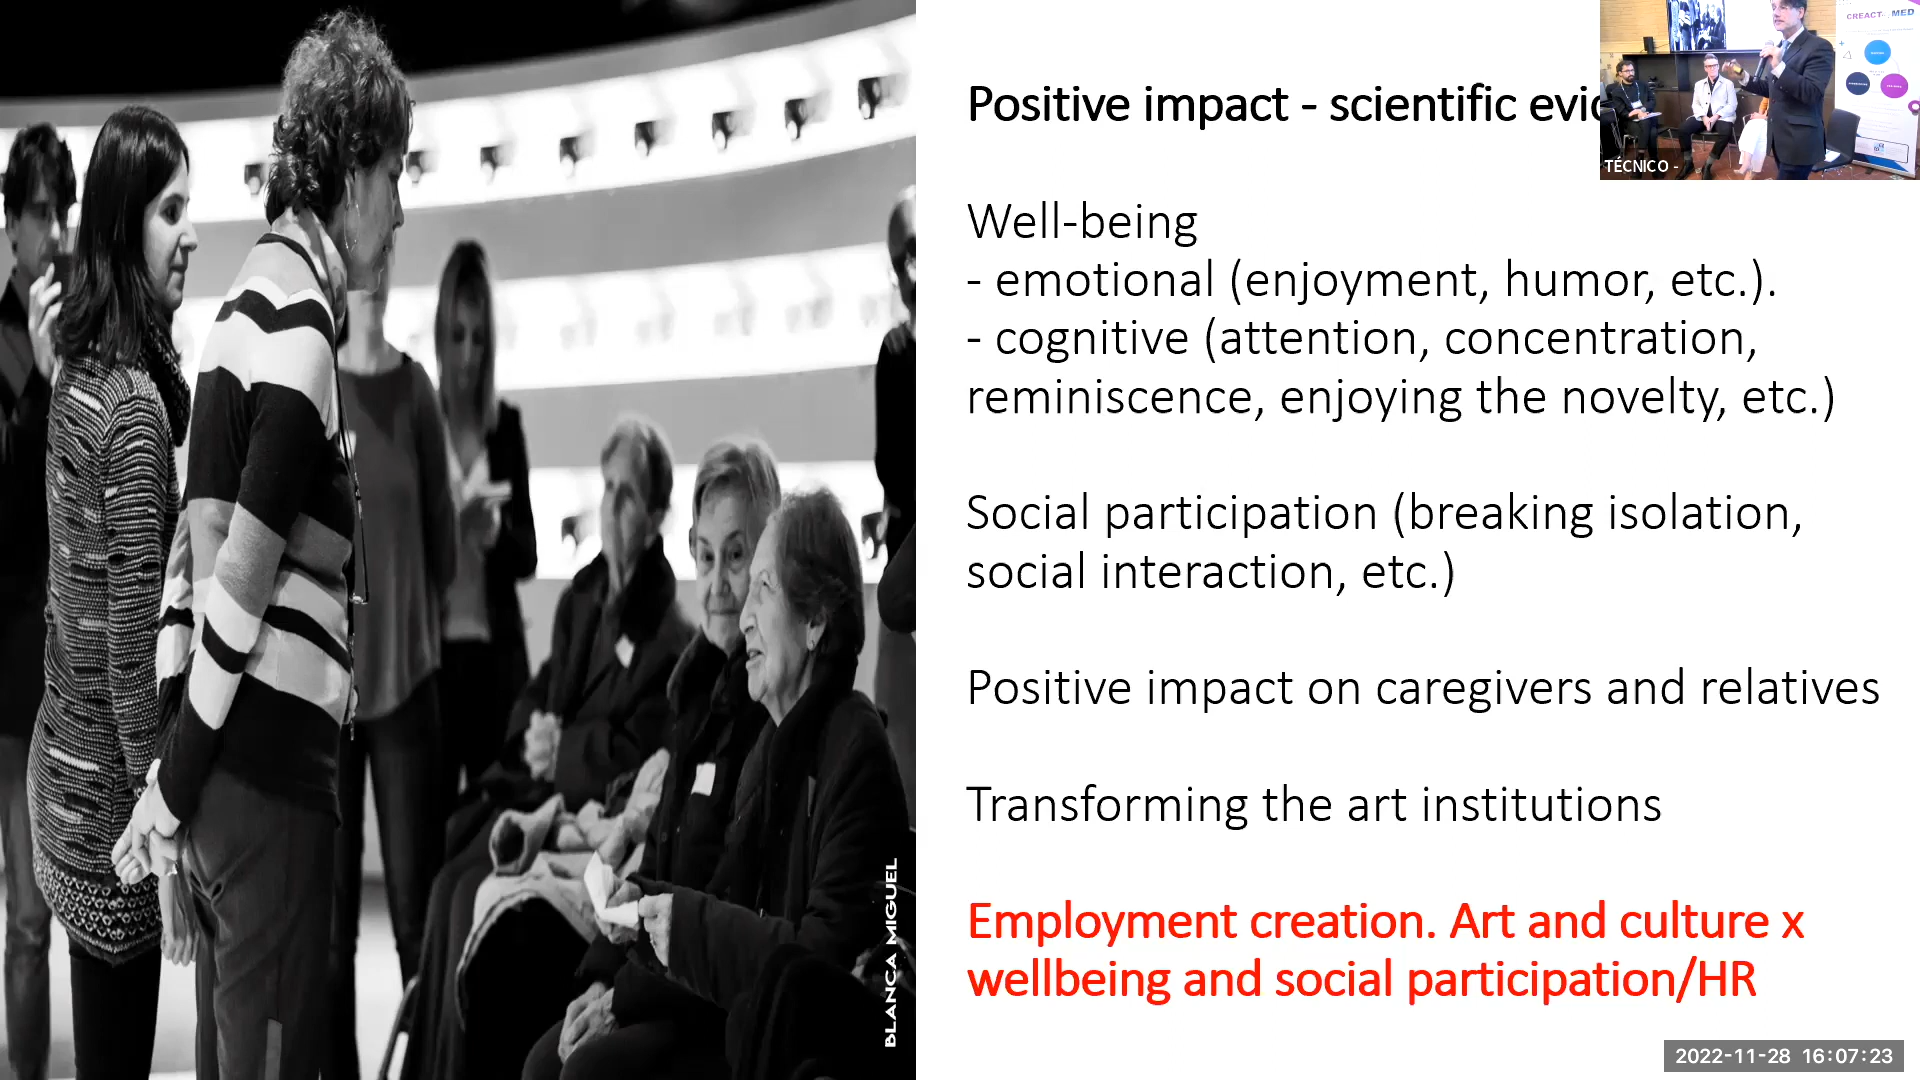 Positive impact - scientific
Well-being
- emotional (enjoyment, humor, etc.).
- cognitive (attention, concentration,
reminiscence, enjoying the novelty, etc.)
Social participation (breaking isolation,
social interaction, etc.)
Positive impact on caregivers and relatives
Transforming the art institutions
Employment creation. Art and culture x
wellbeing and social participation/HR
BLANCA MIGUEL
CREACT MED
TÉCNICO -
2022-11-28 16:07:23